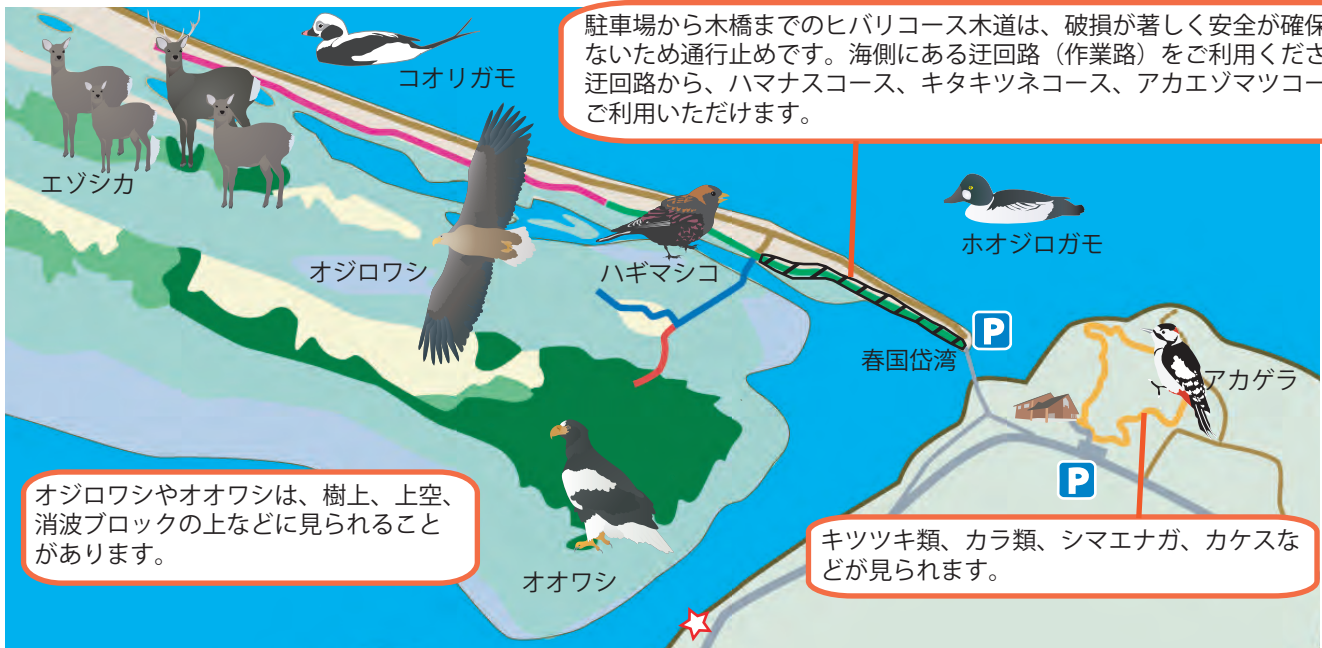 駐車場から木橋までのヒバリコース木道は、破損が著しく安全が確保
ないため通行止めです。海側にある迂回路（作業路）をご利用くださ
迂回路から、ハマナスコース、キタキツネコース、アカエゾマツコー
ご利用いただけます。
コオリガモ
エゾシカ
オジロワシ
ハギマシコ
ホオジロガモ
春国岱湾
P
アカゲラ
P
オジロワシやオオワシは、樹上、上空、
消波ブロックの上などに見られること
があります。
オオワシ
キツツキ類、カラ類、シマエナガ、カケスな
どが見られます。